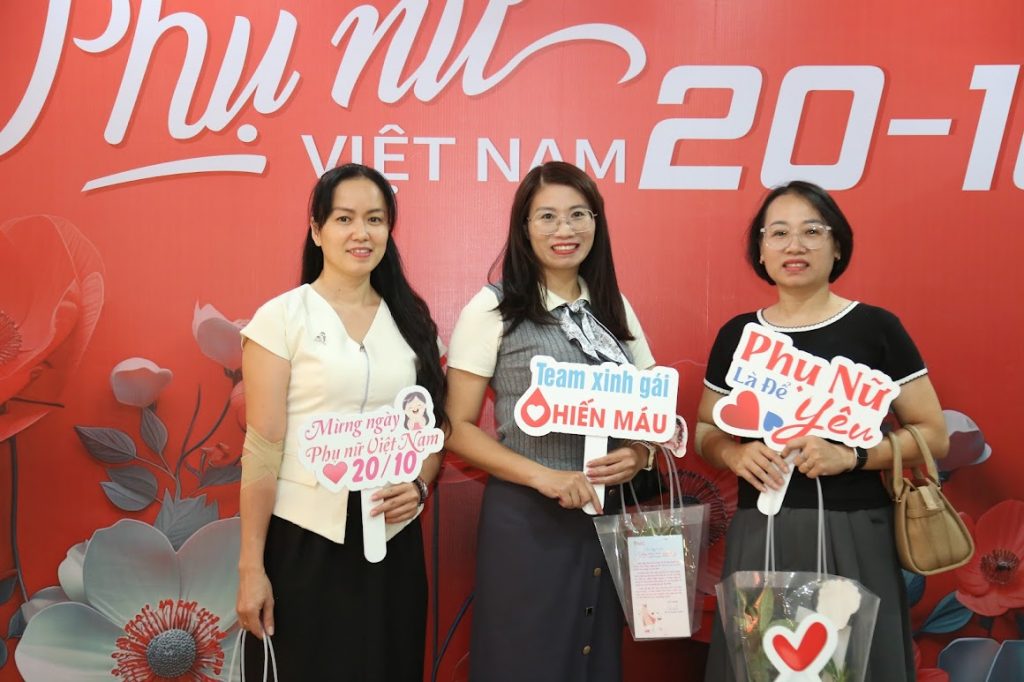 Phụ nữ
VIỆT NAM 20-1
Mừng ngày
Phụ nữ Việt Nam
20/10
Team xinh gái
HIẾN MÁU
Phụ Nữ
Là Để
Yêu